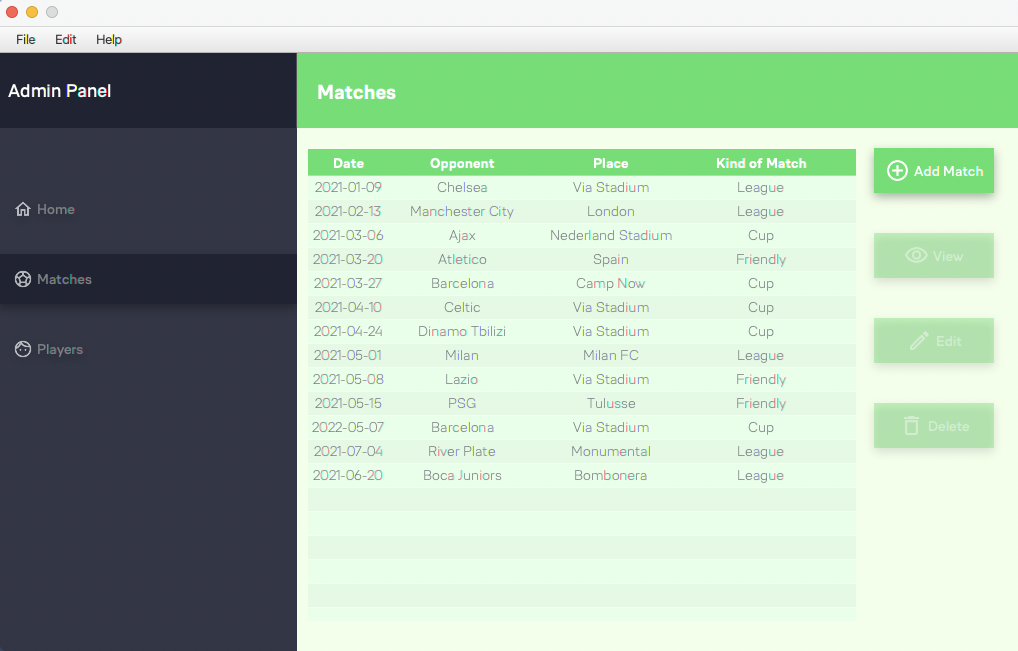 File Edit Help
Admin Panel
Matches
Home
Matches
Players
Date Opponent Place Kind of Match
2021-01-09 Chelsea Via Stadium League
2021-02-13 Manchester City London League
2021-03-06 Ajax Nederland Stadium Cup
2021-03-20 Atletico Spain Friendly
2021-03-27 Barcelona Camp Now Cup
2021-04-10 Celtic Via Stadium Cup
2021-04-24 Dinamo Tbilizi Via Stadium Cup
2021-05-01 Milan Milan FC League
2021-05-08 Lazio Via Stadium Friendly
2021-05-15 PSG Tulusse Friendly
2022-05-07 Barcelona Via Stadium Cup
2021-07-04 River Plate Monumental League
2021-06-20 Boca Juniors Bombonera League
Add Match
View
Edit
Delete